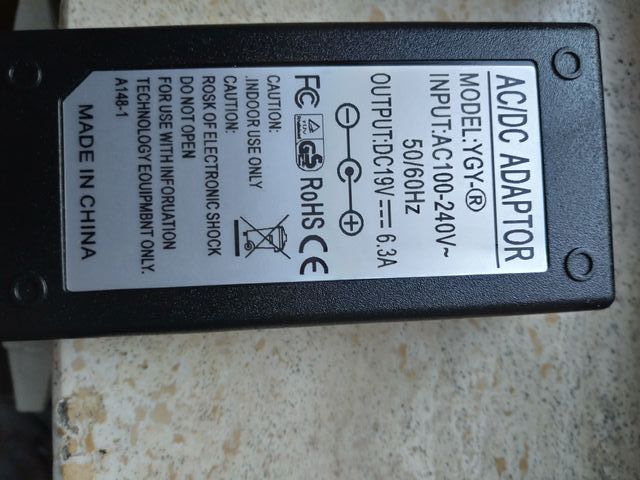 AC/DC ADAPTOR
MODEL:YGY-®
INPUT:AC100-240V~
50/60Hz
OUTPUT:DC19V⎓6.3A
FC GS RoHS CE
CAUTION:
.INDOOR USE ONLY
CAUTION:
ROSK OF ELECTRONIC SHOCK
DO NOT OPEN
FOR USE WITH INFORUATION
TECHNOLOGY EQUIPMBNT ONLY.
A148-1
MADE IN CHINA